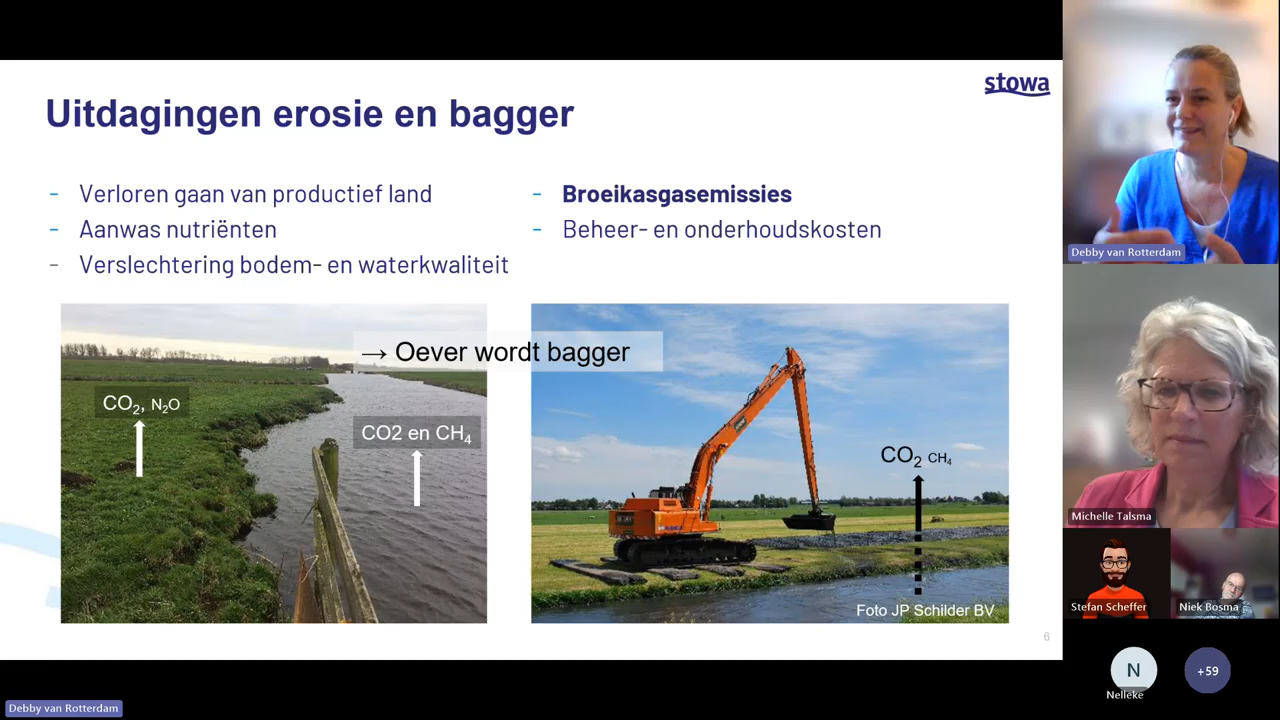 stowa
Uitdagingen erosie en bagger
- Verloren gaan van productief land
- Aanwas nutriënten
- Verslechtering bodem- en waterkwaliteit
- Broeikasgasemissies
- Beheer- en onderhoudskosten
→ Oever wordt bagger
CO₂, N₂O
CO2 en CH₄
CO₂ CH₄
Foto JP Schilder BV
6
Debby van Rotterdam
Michelle Talsma
Stefan Scheffer
Niek Bosma
N
Nelleke
+59
Debby van Rotterdam